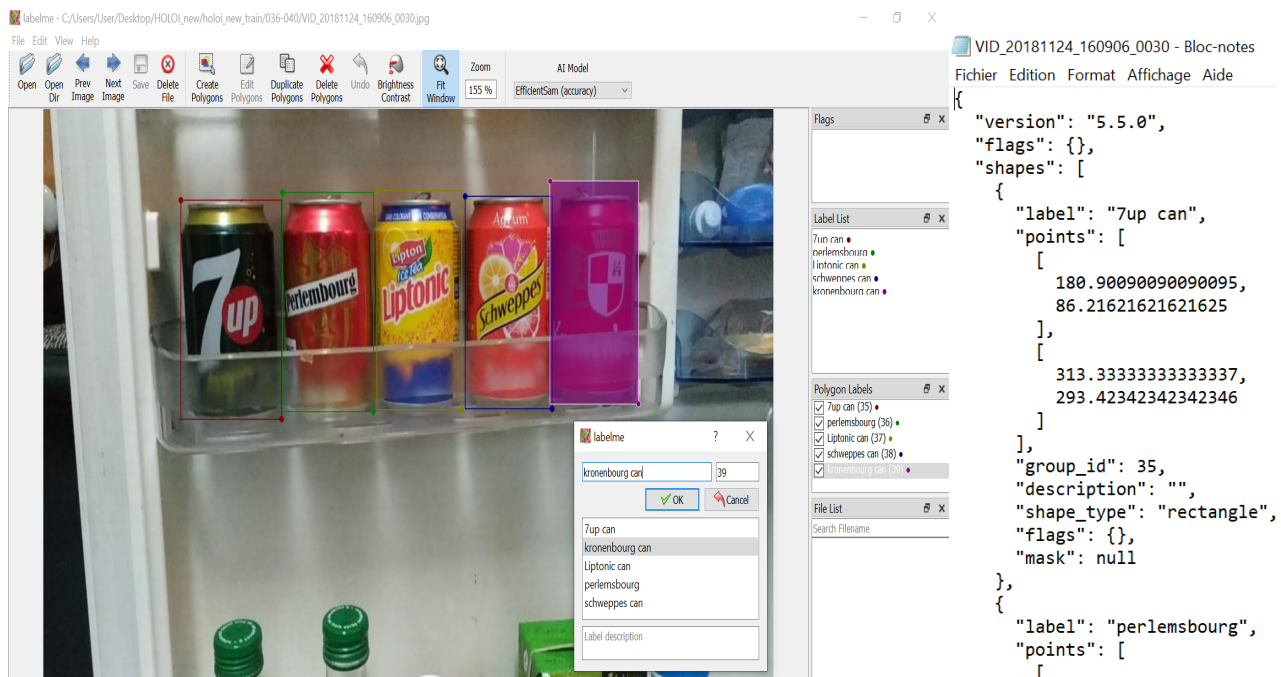 labelme - C:/Users/User/Desktop/HOLOI_new/holoi_new_train/036-040/VID_20181124_160906_0030.jpg
File Edit View Help
Open
Open Dir
Prev Image
Next Image
Save
Delete File
Create Polygons
Edit Polygons
Duplicate Polygons
Delete Polygons
Undo
Brightness Contrast
Fit Window
Zoom
155 %
AI Model
EfficientSam (accuracy)
7up
Perlembourg
Lipton
Ice Tea
Liptonic
Agrum'
Schweppes
Flags
Label List
7up can
perlemsbourg
Liptonic can
schweppes can
kronenbourg can
Polygon Labels
7up can (35)
perlemsbourg (36)
Liptonic can (37)
schweppes can (38)
kronenbourg can (39)
File List
Search Filename
labelme ?
kronenbourg can 39
OK Cancel
7up can
kronenbourg can
Liptonic can
perlemsbourg
schweppes can
Label description
VID_20181124_160906_0030 - Bloc-notes
Fichier Edition Format Affichage Aide
{
"version": "5.5.0",
"flags": {},
"shapes": [
{
"label": "7up can",
"points": [
[
180.90090090090095,
86.21621621621625
],
[
313.33333333333337,
293.42342342342346
]
],
"group_id": 35,
"description": "",
"shape_type": "rectangle",
"flags": {},
"mask": null
},
{
"label": "perlemsbourg",
"points": [
[